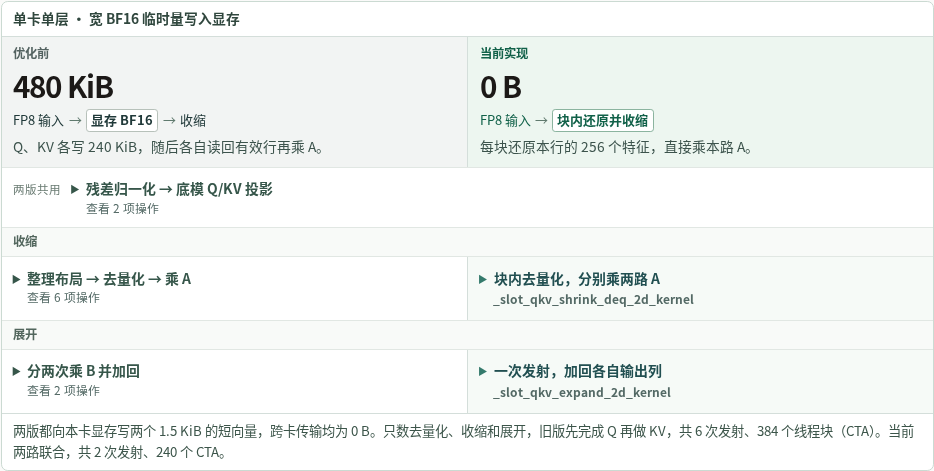 单卡单层 · 宽 BF16 临时量写入显存
优化前
480 KiB
FP8 输入 → 显存 BF16 → 收缩
Q、KV 各写 240 KiB，随后各自读回有效行再乘 A。
当前实现
0 B
FP8 输入 → 块内还原并收缩
每块还原本行的 256 个特征，直接乘本路 A。
两版共用 ▶ 残差归一化 → 底模 Q/KV 投影
查看 2 项操作
收缩
▶ 整理布局 → 去量化 → 乘 A
查看 6 项操作
▶ 块内去量化，分别乘两路 A
_slot_qkv_shrink_deq_2d_kernel
展开
▶ 分两次乘 B 并加回
查看 2 项操作
▶ 一次发射，加回各自输出列
_slot_qkv_expand_2d_kernel
两版都向本卡显存写两个 1.5 KiB 的短向量，跨卡传输均为 0 B。只数去量化、收缩和展开，旧版先完成 Q 再做 KV，共 6 次发射、384 个线程块（CTA）。当前
两路联合，共 2 次发射、240 个 CTA。